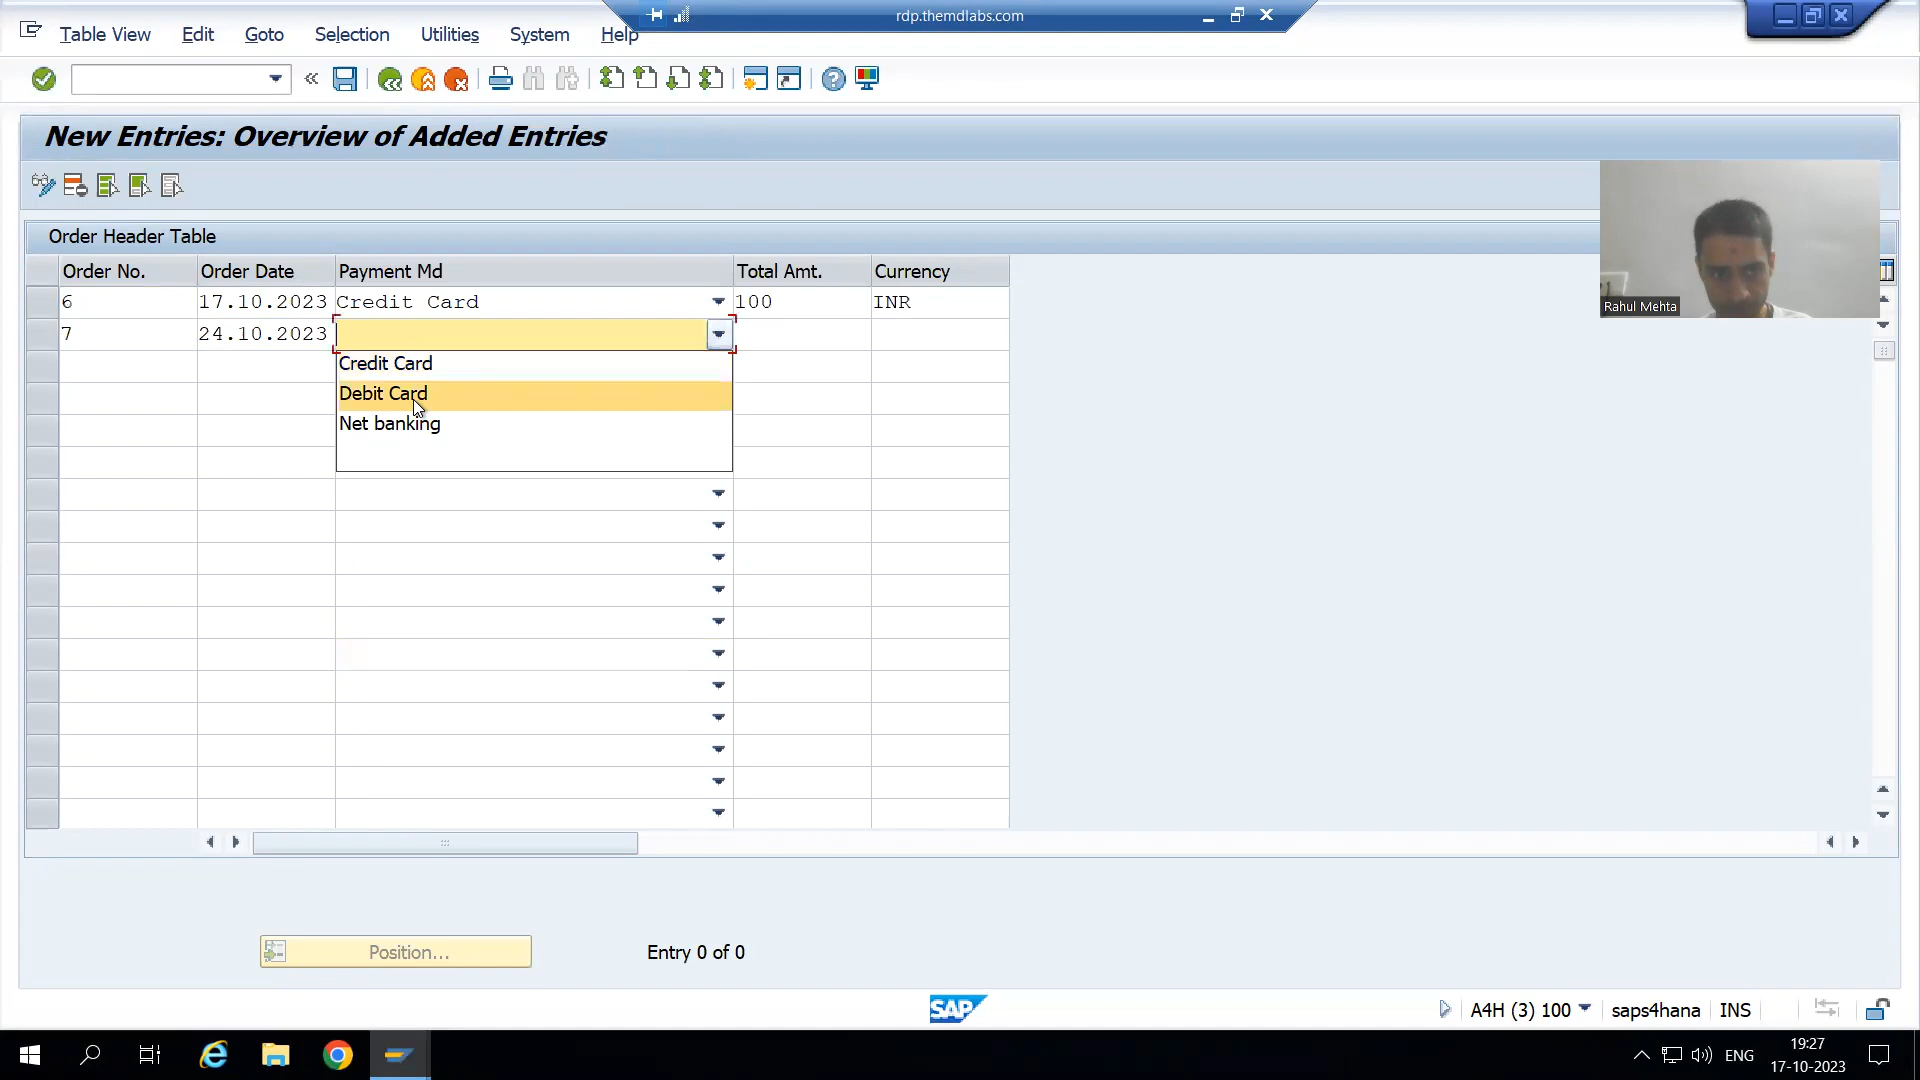 rdp.themdlabs.com
Table View Edit Goto Selection Utilities System Help
New Entries: Overview of Added Entries
Order Header Table
Order No. Order Date Payment Md Total Amt. Currency
6 17.10.2023 Credit Card 100 INR
7 24.10.2023
Credit Card
Debit Card
Net banking
Rahul Mehta
Position... Entry 0 of 0
SAP A4H (3) 100 saps4hana INS
ENG 19:27
17-10-2023